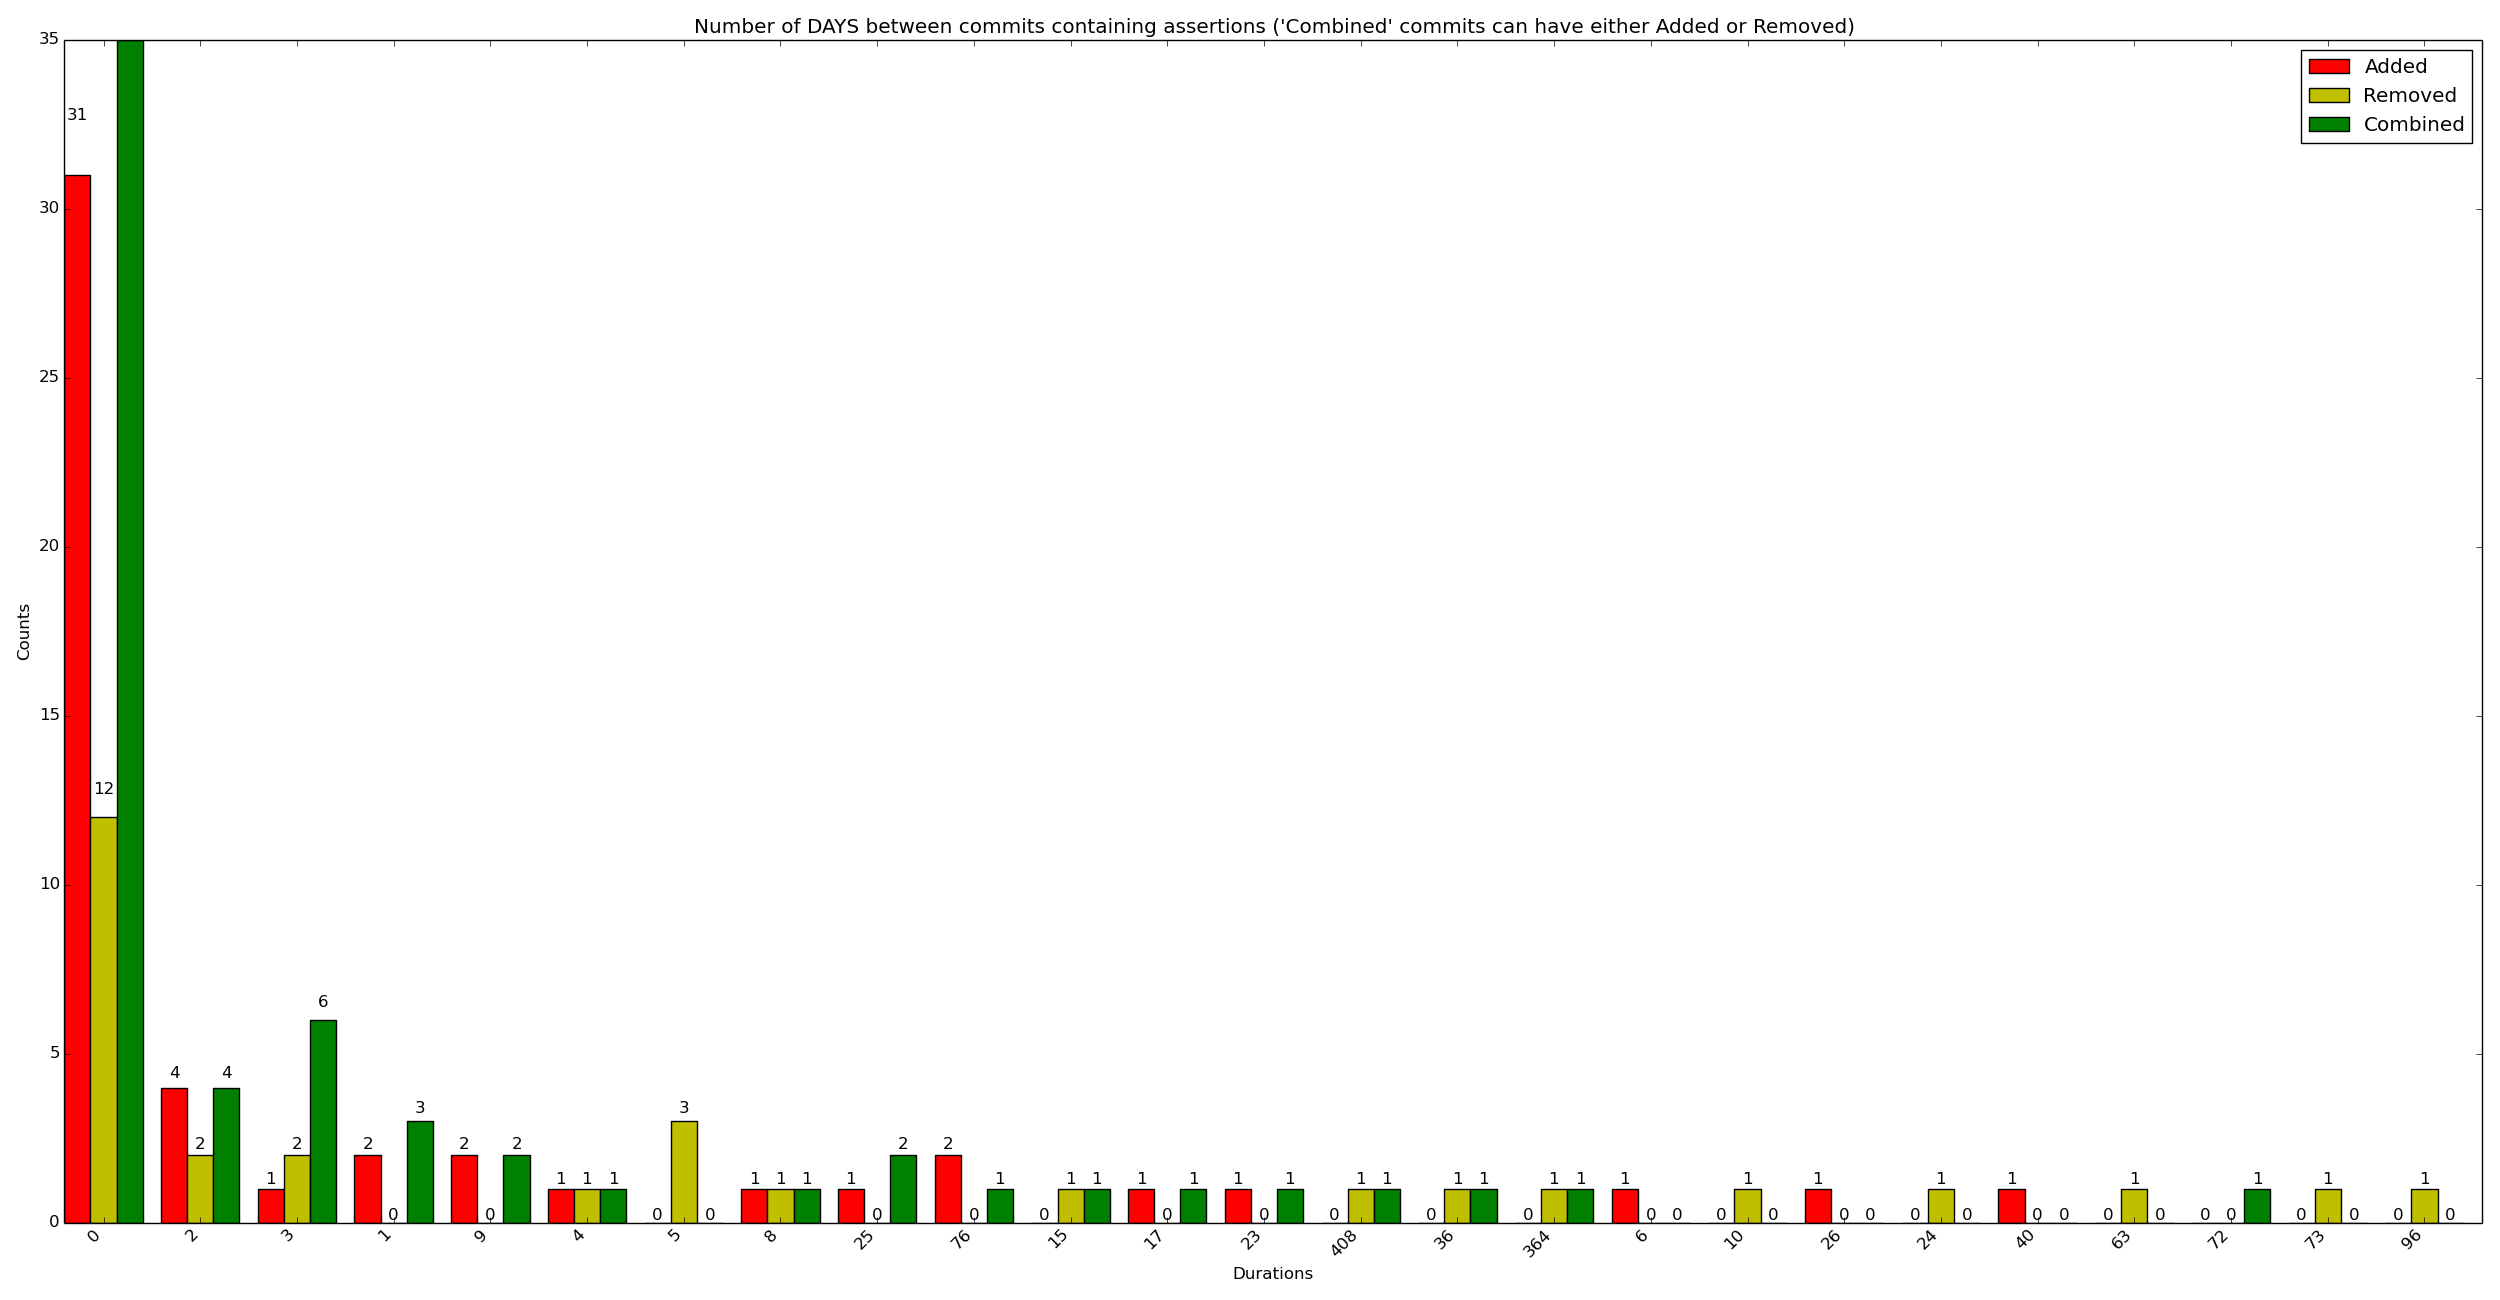 Number of DAYS between commits containing assertions ('Combined' commits can have either Added or Removed)
Added
Removed
Combined
35
30
25
20
15
10
5
0
Counts
31 12
4 2 4
1 2 6
2 0 3
2 0 2
1 1 1
0 3 0
1 1 1
1 0 2
2 0 1
0 1 1
1 0 1
1 0 1
0 1 1
0 1 1
0 1 1
1 0 0
0 1 0
1 0 0
0 1 0
1 0 0
0 1 0
0 0 1
0 1 0
0 1 0
0 2 3 1 9 4 5 8 25 76 15 17 23 408 36 364 6 10 26 24 40 63 72 73 96
Durations